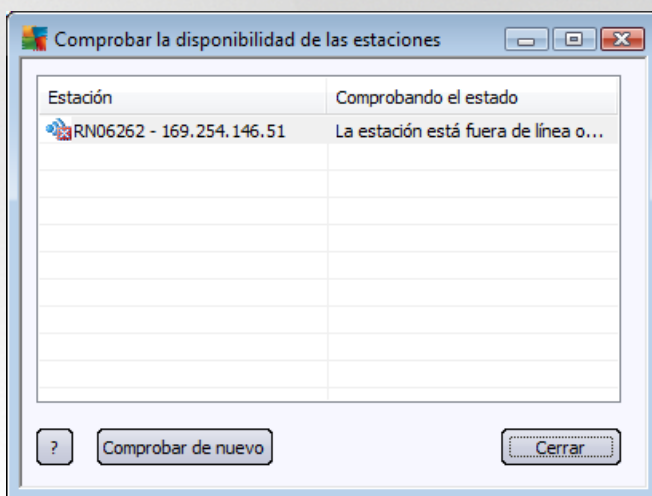 Comprobar la disponibilidad de las estaciones
Estación Comprobando el estado
RN06262 - 169.254.146.51 La estación está fuera de línea o...
? Comprobar de nuevo Cerrar